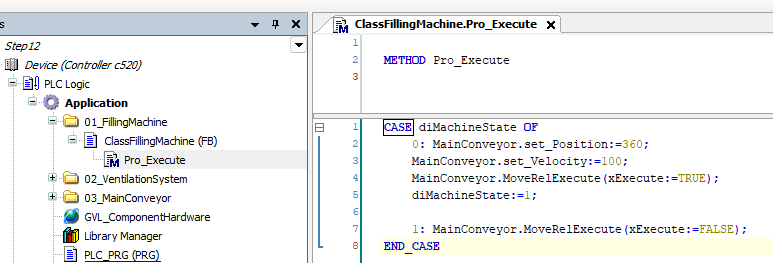 s
Step12
Device (Controller c520)
PLC Logic
Application
01_FillingMachine
ClassFillingMachine (FB)
Pro_Execute
02_VentilationSystem
03_MainConveyor
GVL_ComponentHardware
Library Manager
PLC_PRG (PRG)
ClassFillingMachine.Pro_Execute
1
2 METHOD Pro_Execute
3
1 CASE diMachineState OF
2 0: MainConveyor.set_Position:=360;
3 MainConveyor.set_Velocity:=100;
4 MainConveyor.MoveRelExecute(xExecute:=TRUE);
5 diMachineState:=1;
6
7 1: MainConveyor.MoveRelExecute(xExecute:=FALSE);
8 END_CASE